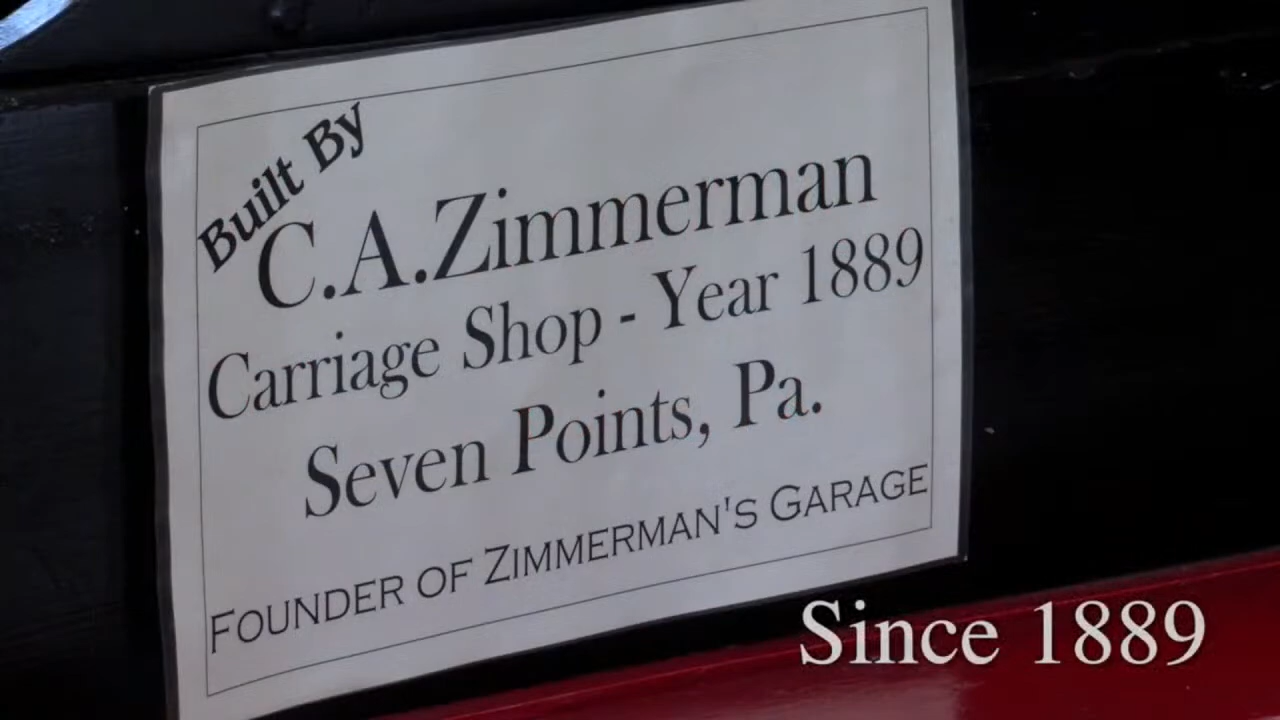 Built By
C.A.Zimmerman
Carriage Shop - Year 1889
Seven Points, Pa.
FOUNDER OF ZIMMERMAN'S GARAGE
Since 1889